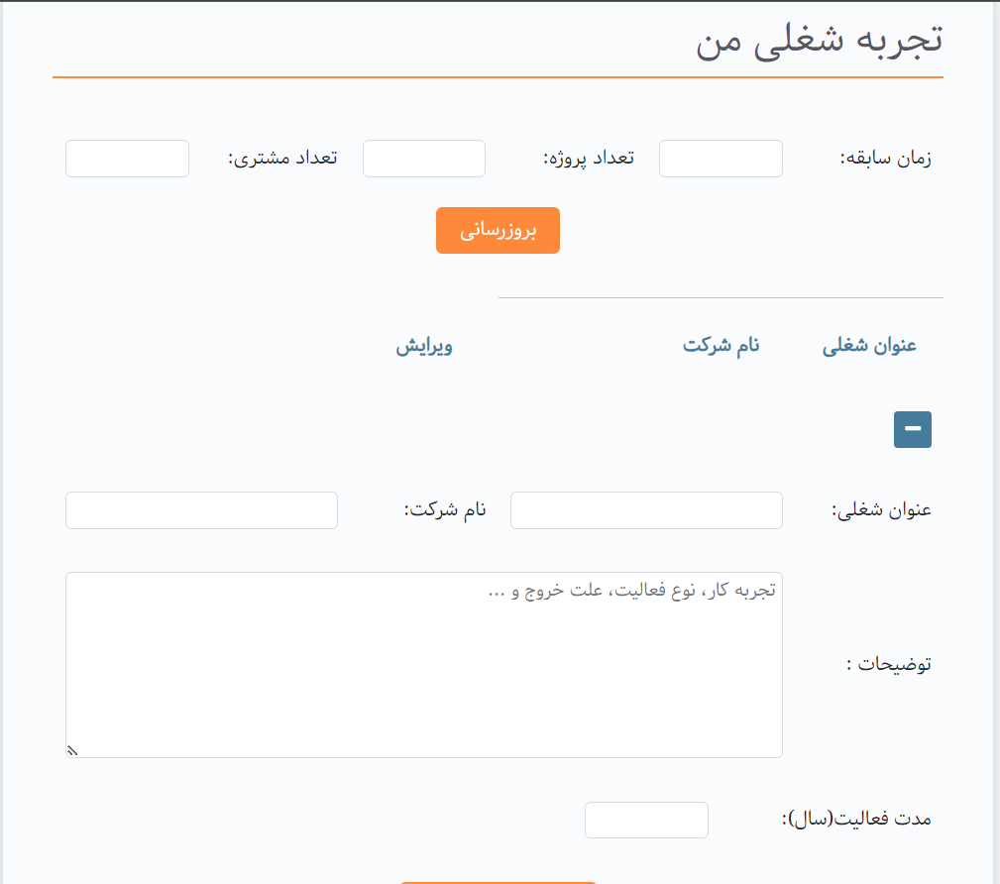 تجربه شغلی من
زمان سابقه: تعداد پروژه: تعداد مشتری:
بروزرسانی
عنوان شغلی نام شرکت ویرایش
عنوان شغلی: نام شرکت:
تجربه کار، نوع فعالیت، علت خروج و ...
توضیحات :
مدت فعالیت(سال):